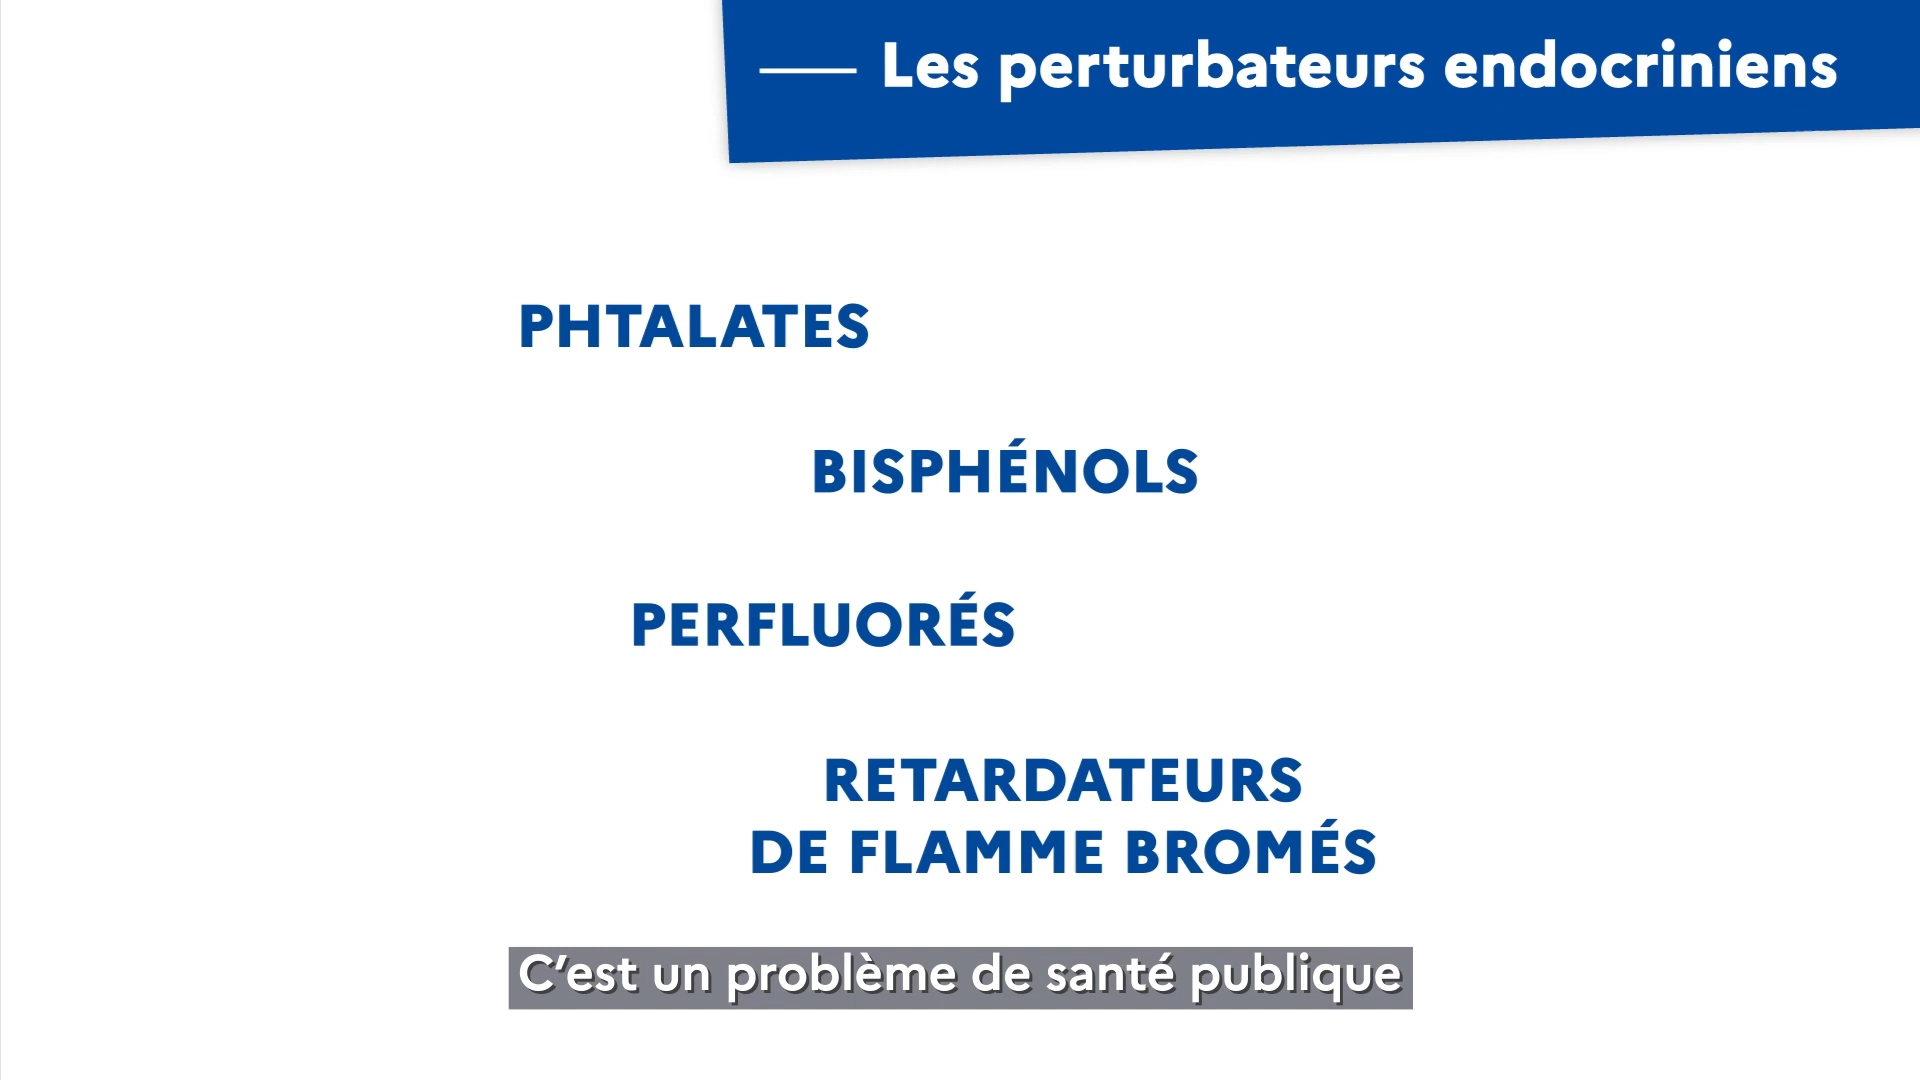 Les perturbateurs endocriniens
PHTALATES
BISPHÉNOLS
PERFLUORÉS
RETARDATEURS
DE FLAMME BROMÉS
C'est un problème de santé publique